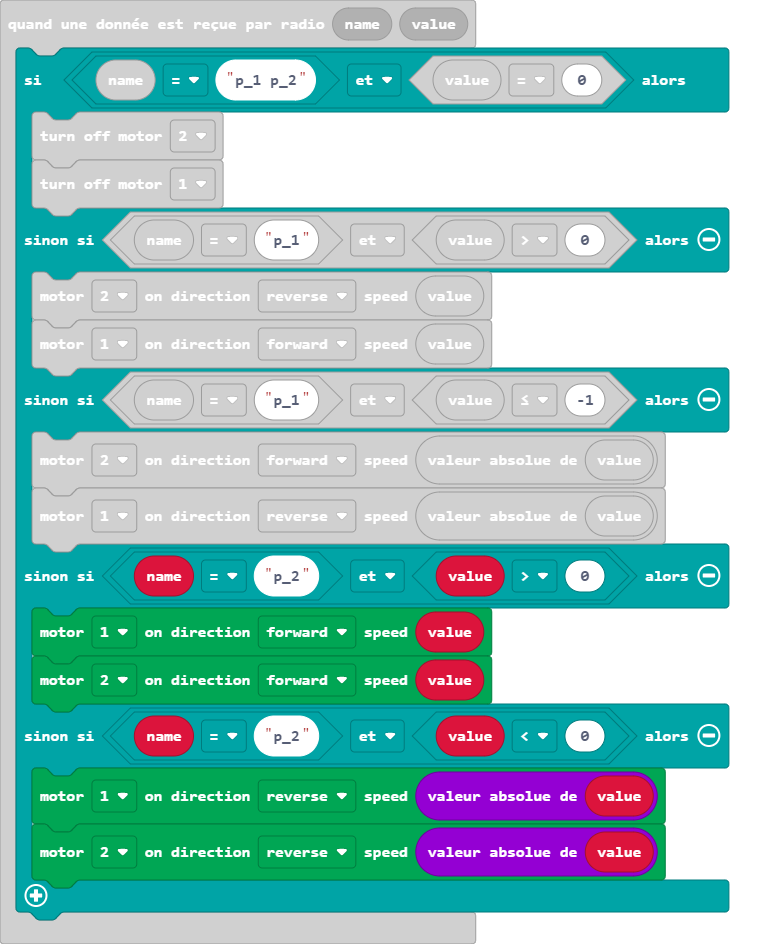 quand une donnée est reçue par radio name value
si name = "p_1 p_2" et value = 0 alors
turn off motor 2
turn off motor 1
sinon si name = "p_1" et value > 0 alors
motor 2 on direction reverse speed value
motor 1 on direction forward speed value
sinon si name = "p_1" et value ≤ -1 alors
motor 2 on direction forward speed valeur absolue de value
motor 1 on direction reverse speed valeur absolue de value
sinon si name = "p_2" et value > 0 alors
motor 1 on direction forward speed value
motor 2 on direction forward speed value
sinon si name = "p_2" et value < 0 alors
motor 1 on direction reverse speed valeur absolue de value
motor 2 on direction reverse speed valeur absolue de value